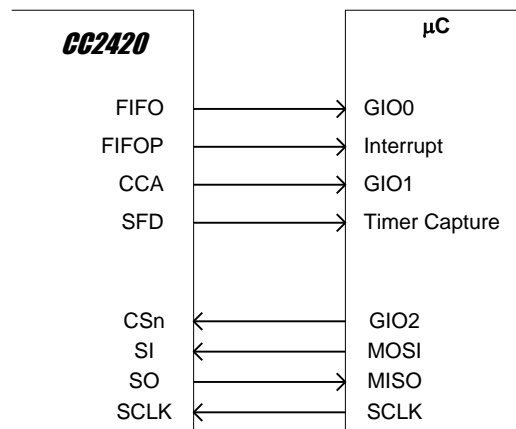 CC2420 μC
FIFO GIO0
FIFOP Interrupt
CCA GIO1
SFD Timer Capture
CSn GIO2
SI MOSI
SO MISO
SCLK SCLK